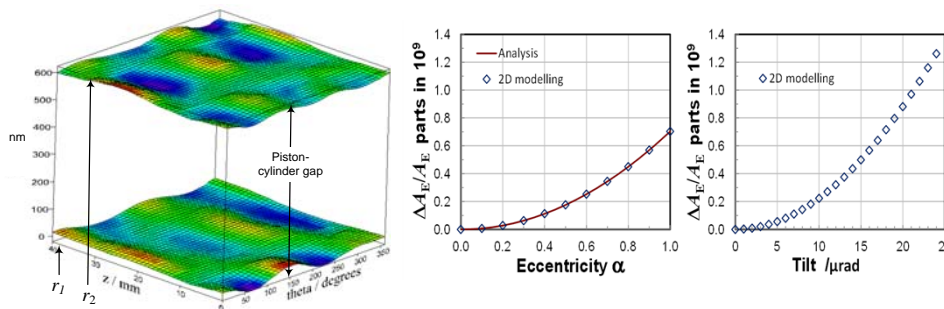 nm
600
500
400
300
200
100
0
Piston-
cylinder gap
40
30
20
10
z / mm
50
100
150
200
250
300
350
theta / degrees
r1
r2
ΔAE/AE parts in 10⁹
1.4
1.2
1.0
0.8
0.6
0.4
0.2
0.0
Analysis
2D modelling
0.0 0.2 0.4 0.6 0.8 1.0
Eccentricity α
ΔAE/AE parts in 10⁹
1.4
1.2
1.0
0.8
0.6
0.4
0.2
0.0
2D modelling
0 10 20
Tilt /µrad